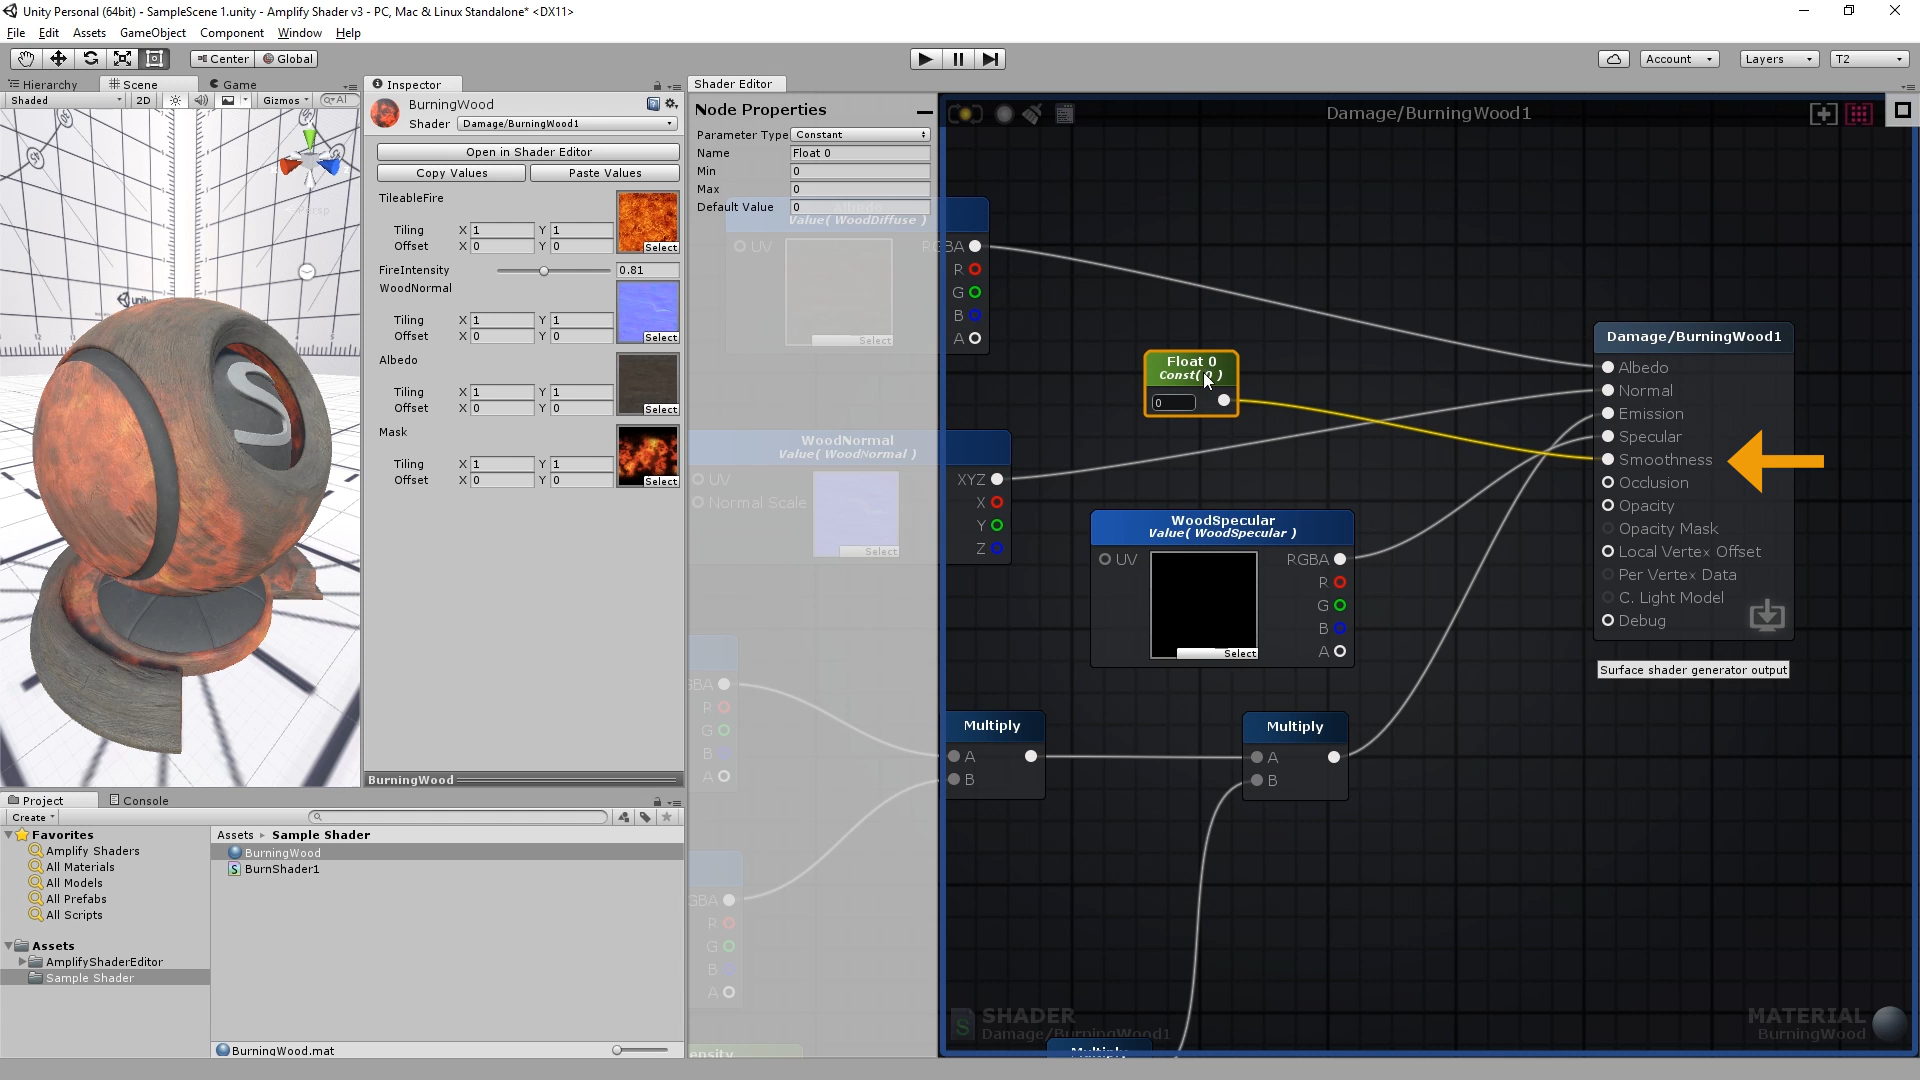 Unity Personal (64bit) - SampleScene 1.unity - Amplify Shader v3 - PC, Mac & Linux Standalone* <DX11>
File Edit Assets GameObject Component Window Help
Center Global Account Layers T2
Hierarchy Scene Game
Shaded 2D Gizmos All
unity
Inspector
BurningWood
Shader Damage/BurningWood1
Open in Shader Editor
Copy Values Paste Values
TileableFire
Tiling X 1 Y 1
Offset X 0 Y 0
Select
FireIntensity 0.81
WoodNormal
Tiling X 1 Y 1
Offset X 0 Y 0
Select
Albedo
Tiling X 1 Y 1
Offset X 0 Y 0
Select
Mask
Tiling X 1 Y 1
Offset X 0 Y 0
Select
BurningWood
Shader Editor
Node Properties
Parameter Type Constant
Name Float 0
Min 0
Max 0
Default Value 0
Damage/BurningWood1
Albedo
Value( WoodDiffuse )
UV RGBA
R
G
B
A
Select
Float 0
Const( 0 )
0
WoodNormal
Value( WoodNormal )
UV XYZ
Normal Scale X
Y
Z
Select
WoodSpecular
Value( WoodSpecular )
UV RGBA
R
G
B
A
Select
Damage/BurningWood1
Albedo
Normal
Emission
Specular
Smoothness
Occlusion
Opacity
Opacity Mask
Local Vertex Offset
Per Vertex Data
C. Light Model
Debug
Surface shader generator output
GBA
R
G
B
A
Multiply
A
B
Multiply
A
B
GBA
R
G
B
A
ensity
Multiply
SHADER
Damage/BurningWood1
MATERIAL
BurningWood
Project Console
Create
Favorites
Amplify Shaders
All Materials
All Models
All Prefabs
All Scripts
Assets
AmplifyShaderEditor
Sample Shader
Assets Sample Shader
BurningWood
BurnShader1
BurningWood.mat